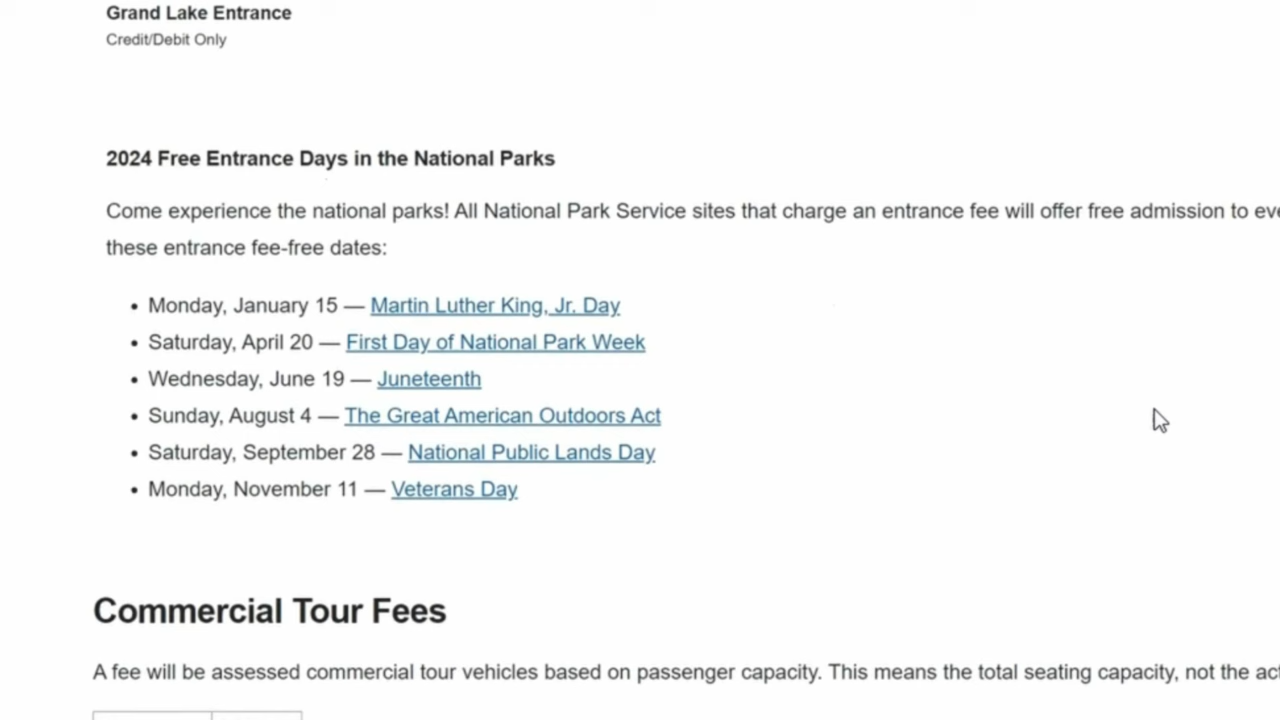 Grand Lake Entrance
Credit/Debit Only
2024 Free Entrance Days in the National Parks
Come experience the national parks! All National Park Service sites that charge an entrance fee will offer free admission to
these entrance fee-free dates:
• Monday, January 15 — Martin Luther King, Jr. Day
• Saturday, April 20 — First Day of National Park Week
• Wednesday, June 19 — Juneteenth
• Sunday, August 4 — The Great American Outdoors Act
• Saturday, September 28 — National Public Lands Day
• Monday, November 11 — Veterans Day
Commercial Tour Fees
A fee will be assessed commercial tour vehicles based on passenger capacity. This means the total seating capacity, not the